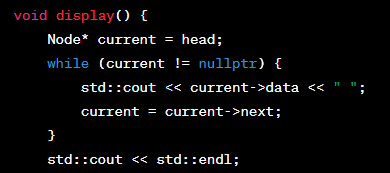 void display() {
    Node* current = head;
    while (current != nullptr) {
        std::cout << current->data << " ";
        current = current->next;
    }
    std::cout << std::endl;